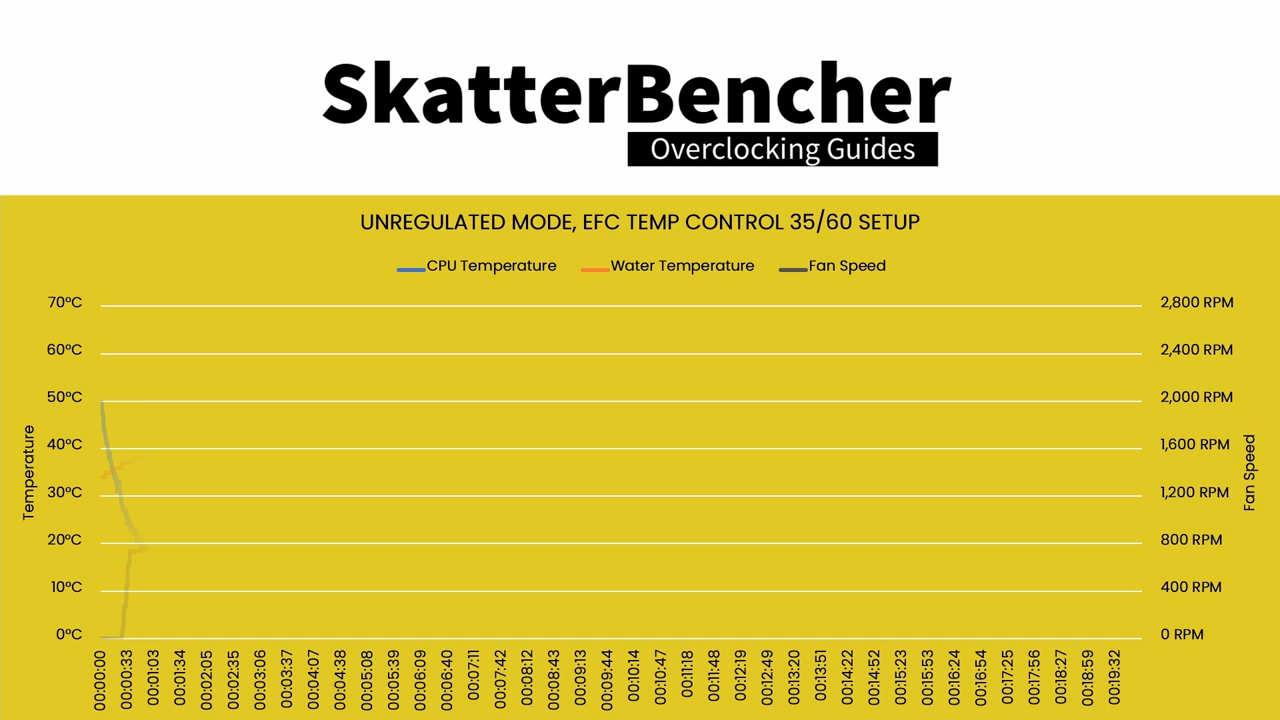 SkatterBencher
Overclocking Guides
UNREGULATED MODE, EFC TEMP CONTROL 35/60 SETUP
CPU Temperature Water Temperature Fan Speed
70°C 2,800 RPM
60°C 2,400 RPM
50°C 2,000 RPM
40°C 1,600 RPM
30°C 1,200 RPM
20°C 800 RPM
10°C 400 RPM
0°C 0 RPM
Temperature
Fan Speed
00:00:00 00:00:33 00:01:03 00:01:34 00:02:05 00:02:35 00:03:06 00:03:37 00:04:07 00:04:38 00:05:08 00:05:39 00:06:09 00:06:40 00:07:11 00:07:42 00:08:12 00:08:43 00:09:13 00:09:44 00:10:14 00:10:47 00:11:18 00:11:48 00:12:19 00:12:49 00:13:20 00:13:51 00:14:22 00:14:52 00:15:23 00:15:53 00:16:24 00:16:54 00:17:25 00:17:56 00:18:27 00:18:59 00:19:32